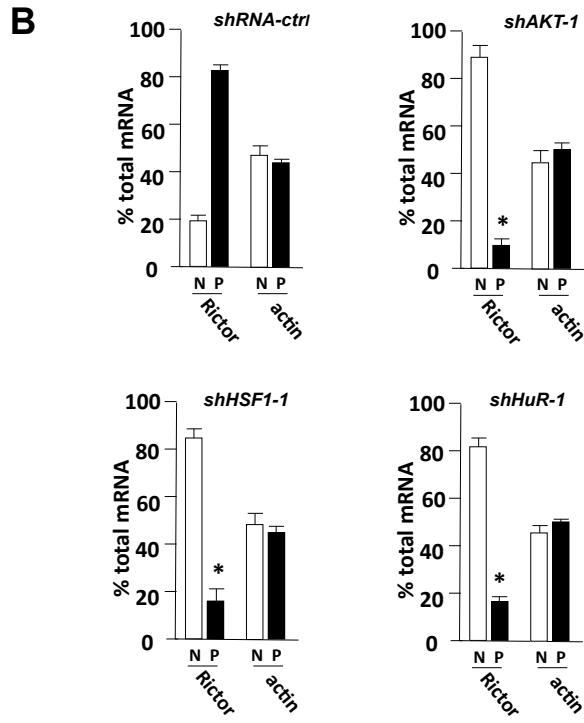 B
shRNA-ctrl
% total mRNA
100
80
60
40
20
0
N P N P
Rictor actin
shAKT-1
% total mRNA
100
80
60
40
20
0
*
N P N P
Rictor actin
shHSF1-1
% total mRNA
100
80
60
40
20
0
*
N P N P
Rictor actin
shHuR-1
% total mRNA
100
80
60
40
20
0
*
N P N P
Rictor actin